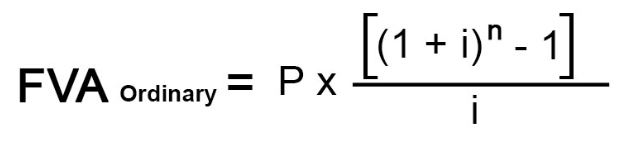 FVA Ordinary = P x [(1 + i)ⁿ - 1]
i